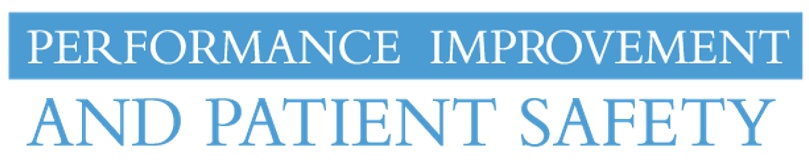 PERFORMANCE IMPROVEMENT
AND PATIENT SAFETY